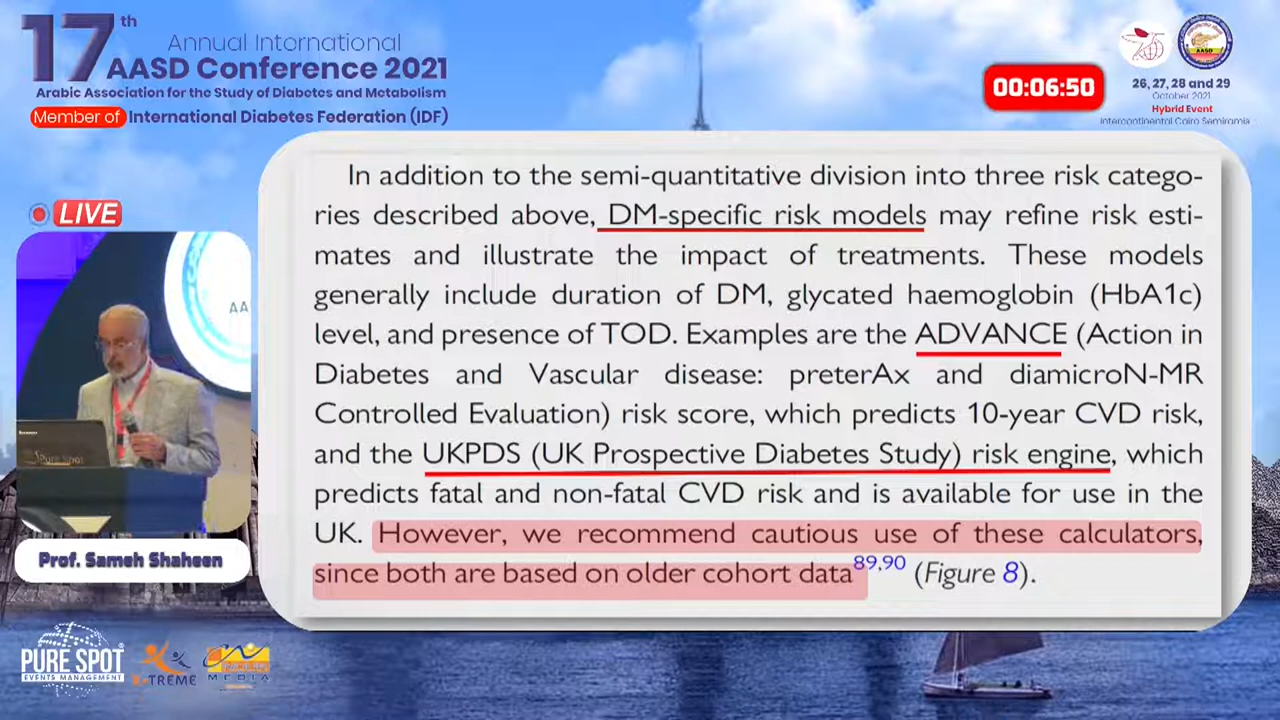 17th
Annual International
AASD Conference 2021
Arabic Association for the Study of Diabetes and Metabolism
Member of International Diabetes Federation (IDF)
00:06:50
AASD
26, 27, 28 and 29
October 2021
Hybrid Event
Intercontinental Cairo Semiramis
LIVE
AA
Pure Spot
Prof. Sameh Shaheen
In addition to the semi-quantitative division into three risk catego-
ries described above, DM-specific risk models may refine risk esti-
mates and illustrate the impact of treatments. These models
generally include duration of DM, glycated haemoglobin (HbA1c)
level, and presence of TOD. Examples are the ADVANCE (Action in
Diabetes and Vascular disease: preterAx and diamicroN-MR
Controlled Evaluation) risk score, which predicts 10-year CVD risk,
and the UKPDS (UK Prospective Diabetes Study) risk engine, which
predicts fatal and non-fatal CVD risk and is available for use in the
UK. However, we recommend cautious use of these calculators,
since both are based on older cohort data89,90 (Figure 8).
PURE SPOT
EVENTS MANAGEMENT
X-TREME
MEDIA